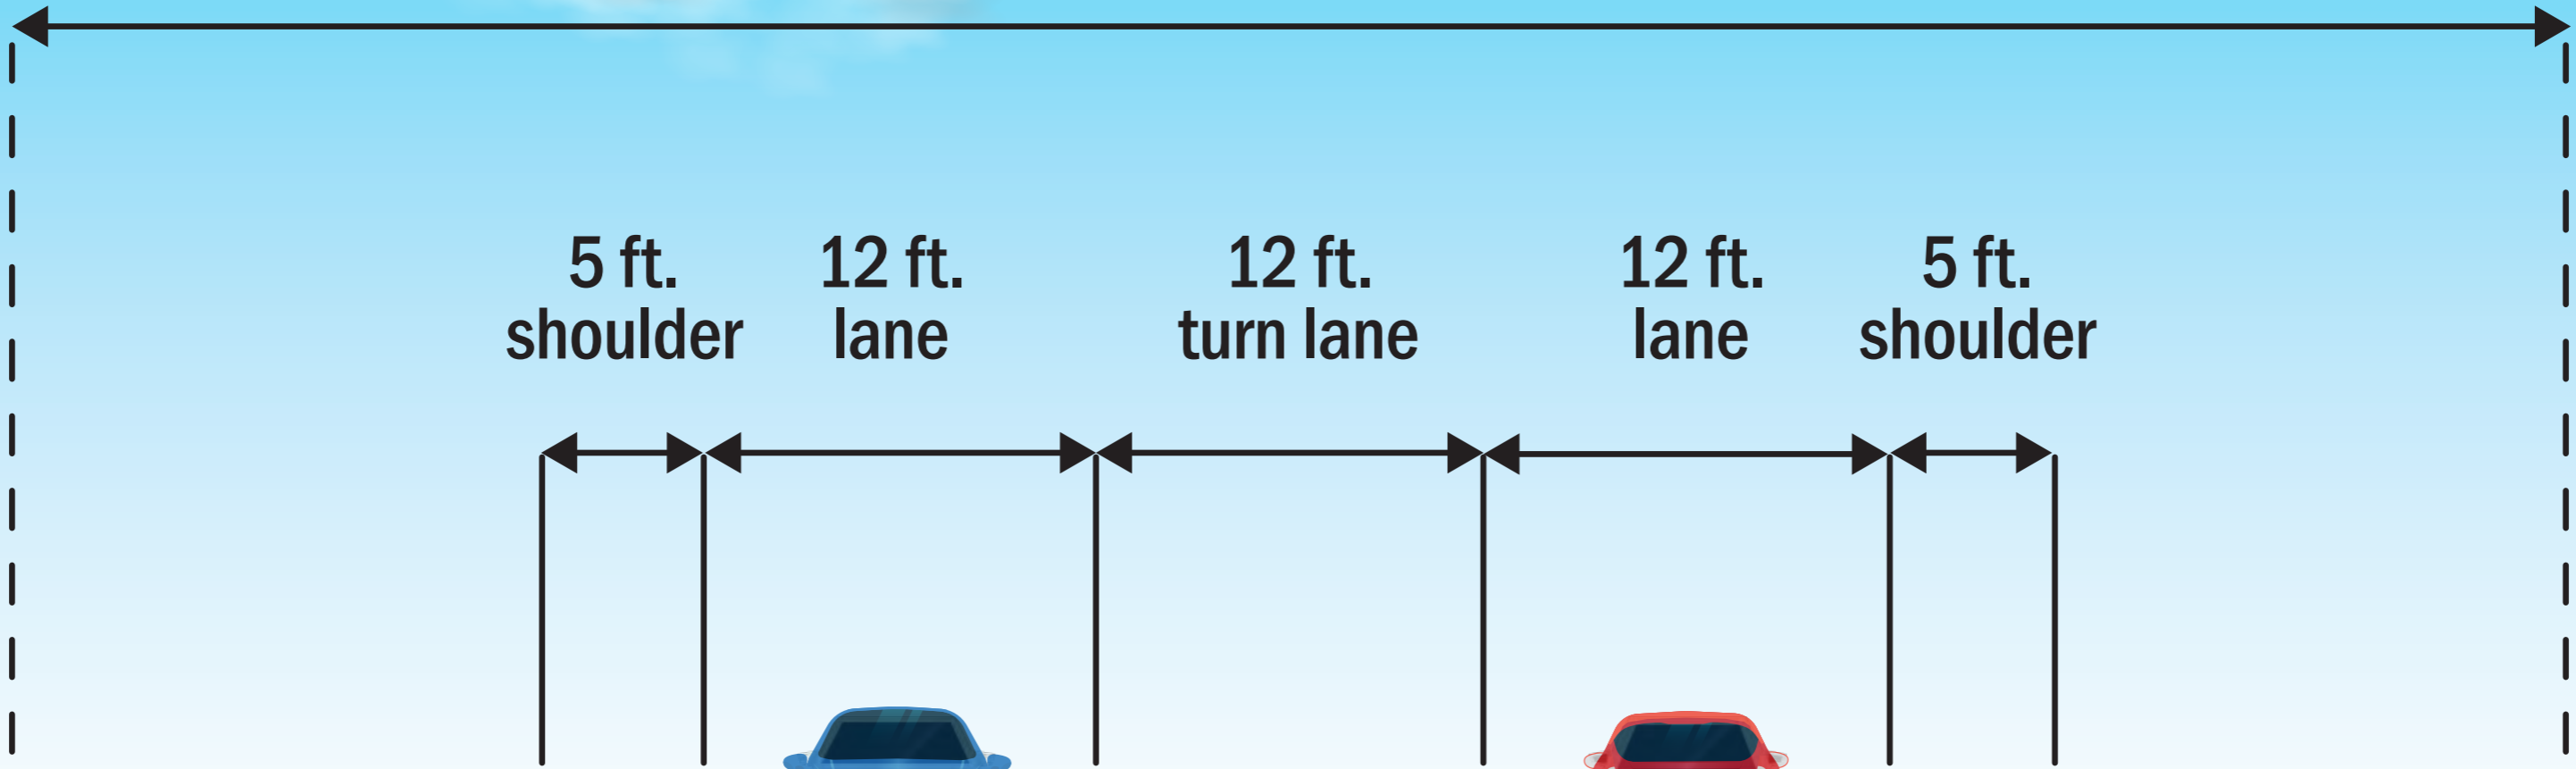 5 ft.
shoulder
12 ft.
lane
12 ft.
turn lane
12 ft.
lane
5 ft.
shoulder